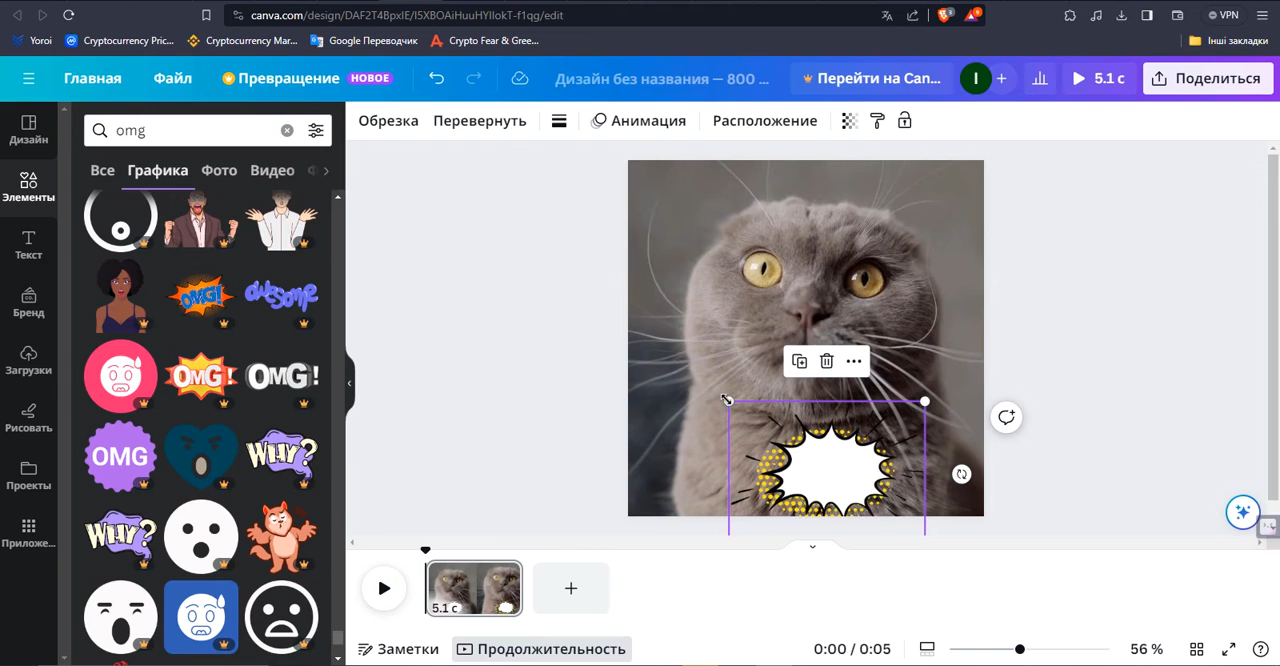 canva.com/design/DAF2T4BpxIE/I5XBOAiHuuHYIlokT-f1qg/edit
VPN
Yoroi
Cryptocurrency Pric...
Cryptocurrency Mar...
Google Переводчик
Crypto Fear & Gree...
Інші закладки
Главная
Файл
Превращение
НОВОЕ
Дизайн без названия — 800 ...
Перейти на Can...
I
5.1 с
Поделиться
Дизайн
Элементы
Текст
Бренд
Загрузки
Рисовать
Проекты
Приложе...
omg
Все
Графика
Фото
Видео
OMG!
awesome
OMG!
OMG!
OMG
WHY?
WHY?
Обрезка
Перевернуть
Анимация
Расположение
5.1 с
Заметки
Продолжительность
0:00 / 0:05
56 %